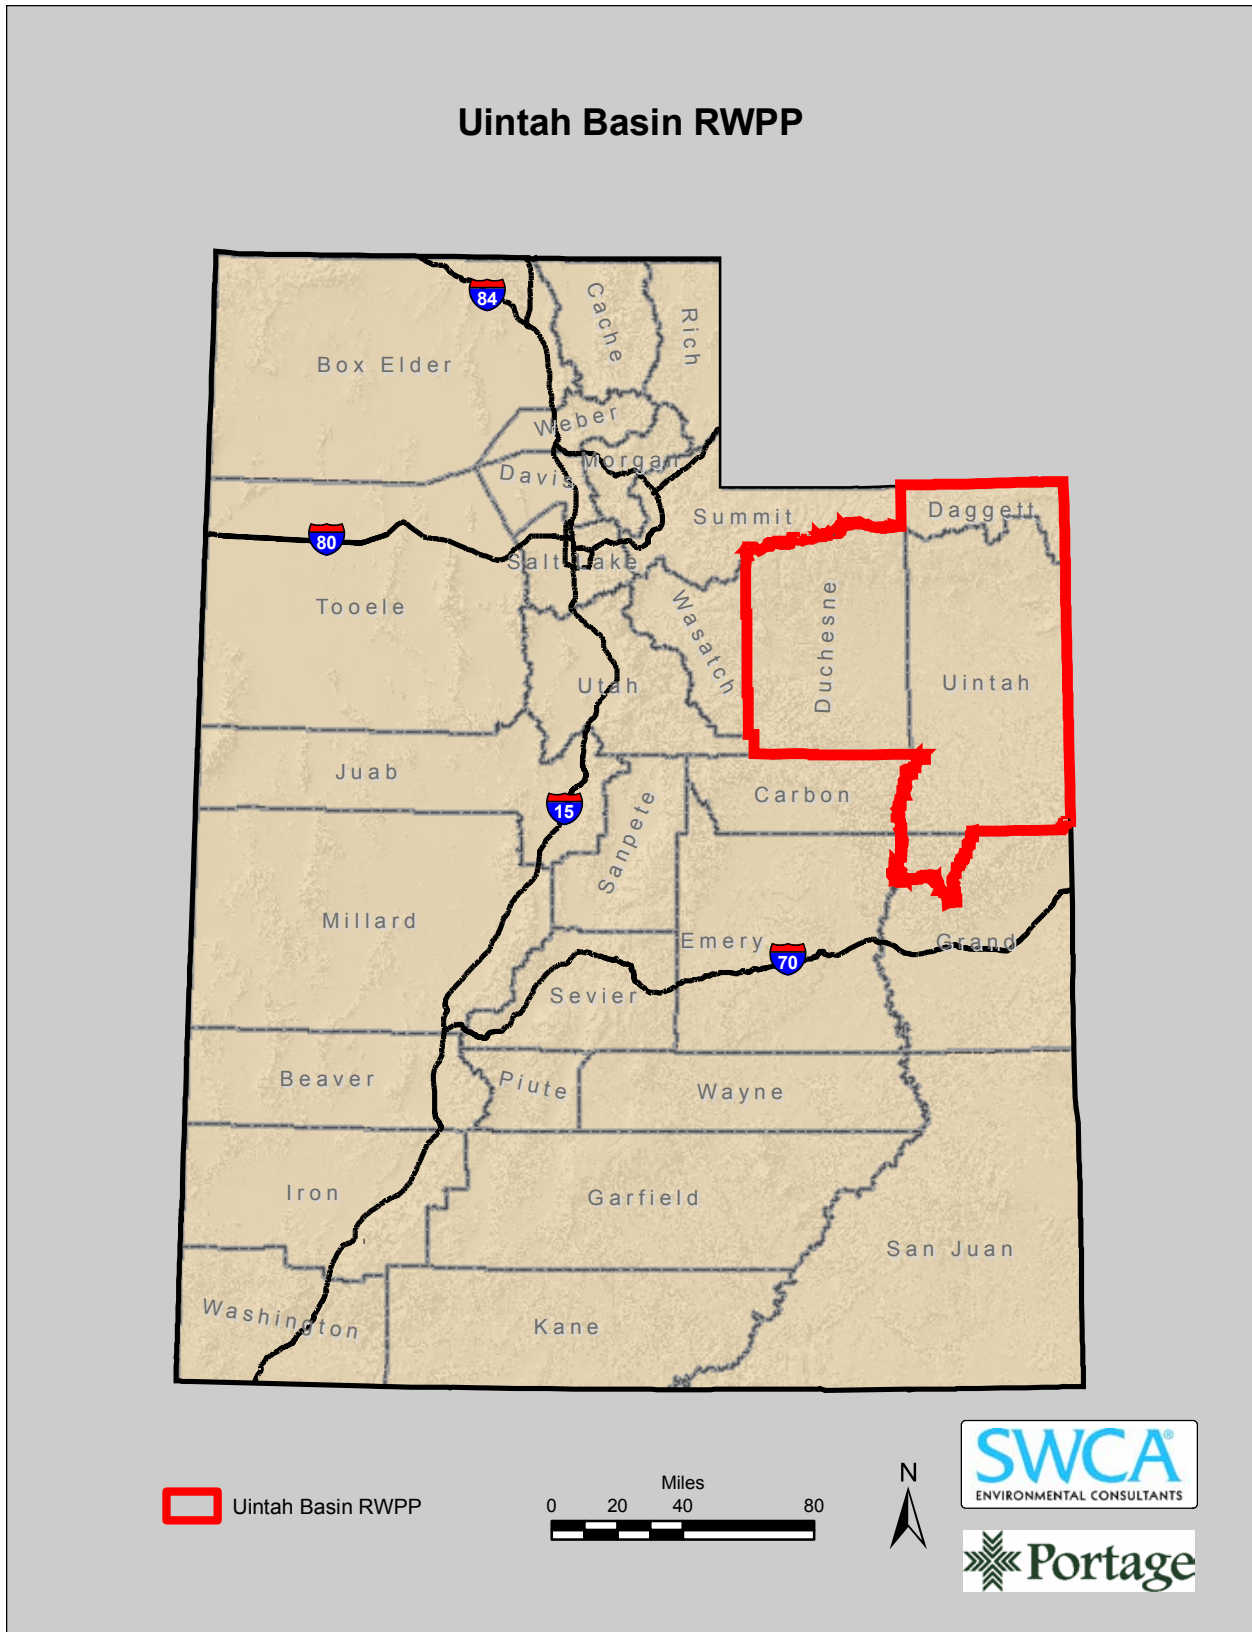 Uintah Basin RWPP
84
Cache
Rich
Box Elder
Weber
Morgan
Davis
Summit
Daggett
80
Salt Lake
Tooele
Wasatch
Duchesne
Utah
Uintah
Juab
Carbon
15
Sanpete
Millard
Emery
Grand
70
Sevier
Beaver
Piute
Wayne
Iron
Garfield
San Juan
Washington
Kane
SWCA®
ENVIRONMENTAL CONSULTANTS
Uintah Basin RWPP
Miles
0 20 40 80
N
Portage